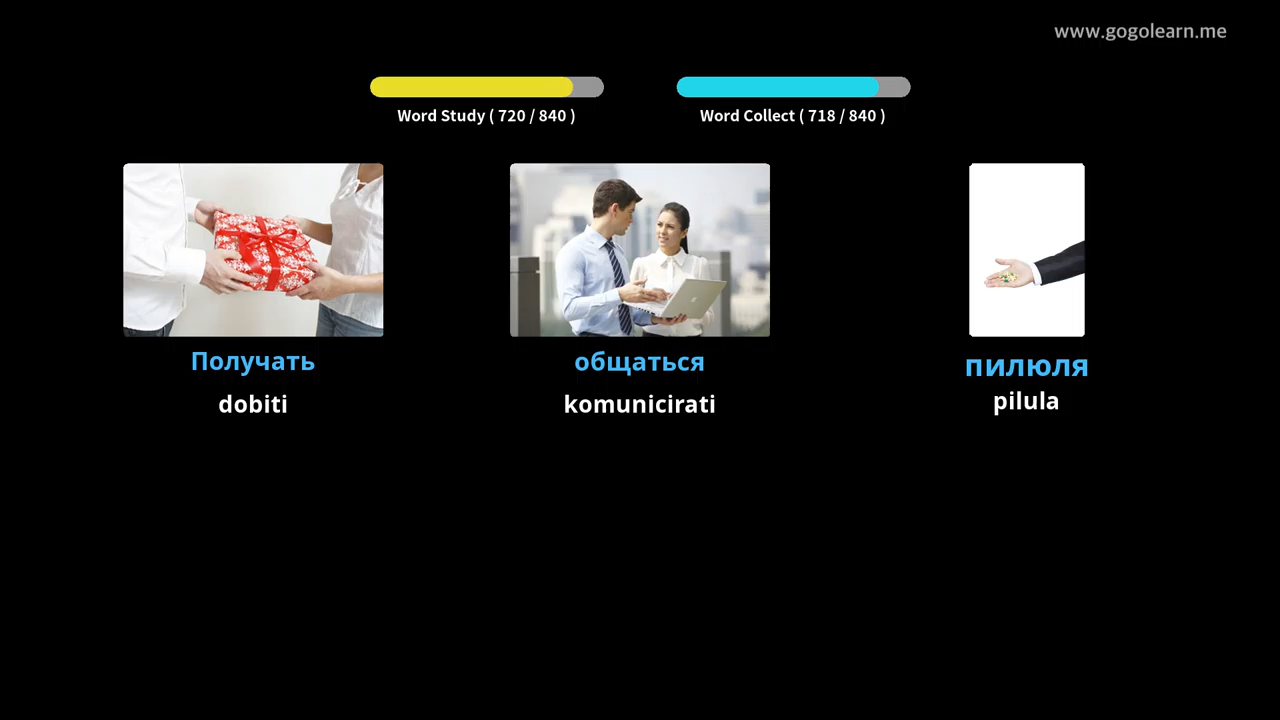 www.gogolearn.me
Word Study ( 720 / 840 )
Word Collect ( 718 / 840 )
Получать
общаться
пилюля
dobiti
komunicirati
pilula